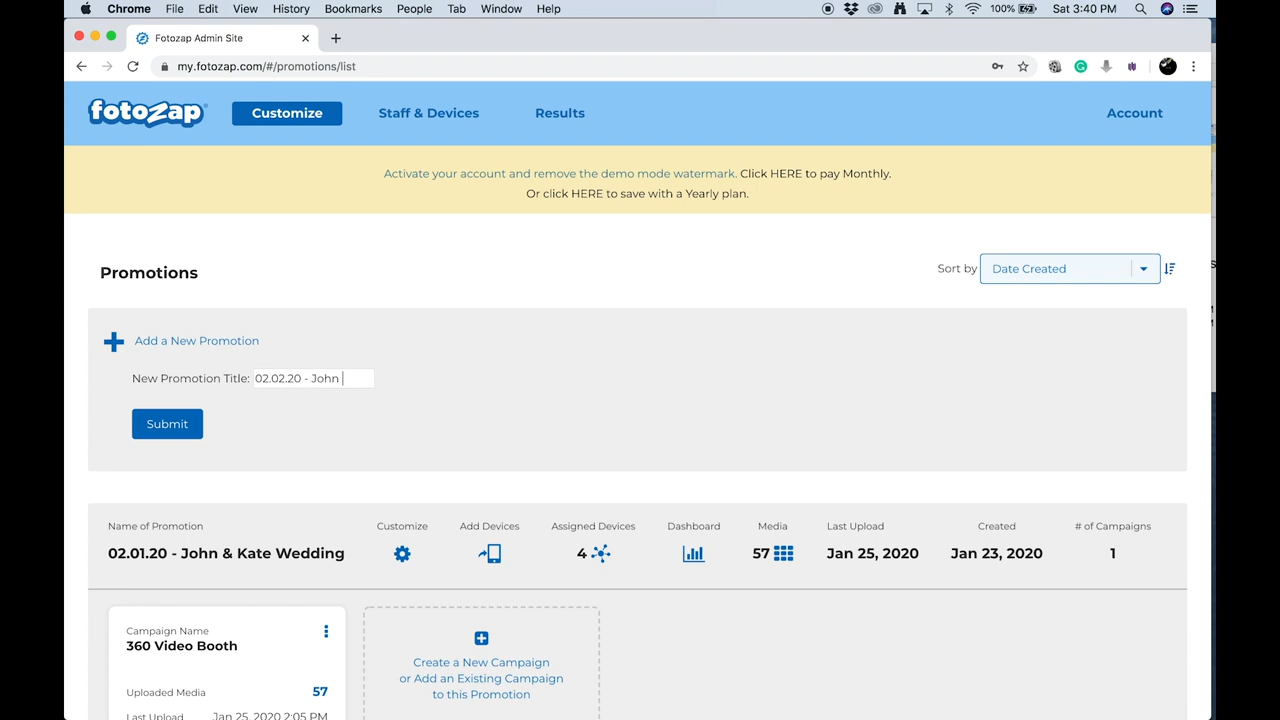 Chrome File Edit View History Bookmarks People Tab Window Help 100% Sat 3:40 PM
Fotozap Admin Site
my.fotozap.com/#/promotions/list
fotozap Customize Staff & Devices Results Account
Activate your account and remove the demo mode watermark. Click HERE to pay Monthly.
Or click HERE to save with a Yearly plan.
Promotions
Sort by Date Created
Add a New Promotion
New Promotion Title: 02.02.20 - John
Submit
Name of Promotion Customize Add Devices Assigned Devices Dashboard Media Last Upload Created # of Campaigns
02.01.20 - John & Kate Wedding 4 57 Jan 25, 2020 Jan 23, 2020 1
Campaign Name
360 Video Booth
Uploaded Media 57
Last Upload Jan 25, 2020 2:05 PM
Create a New Campaign
or Add an Existing Campaign
to this Promotion